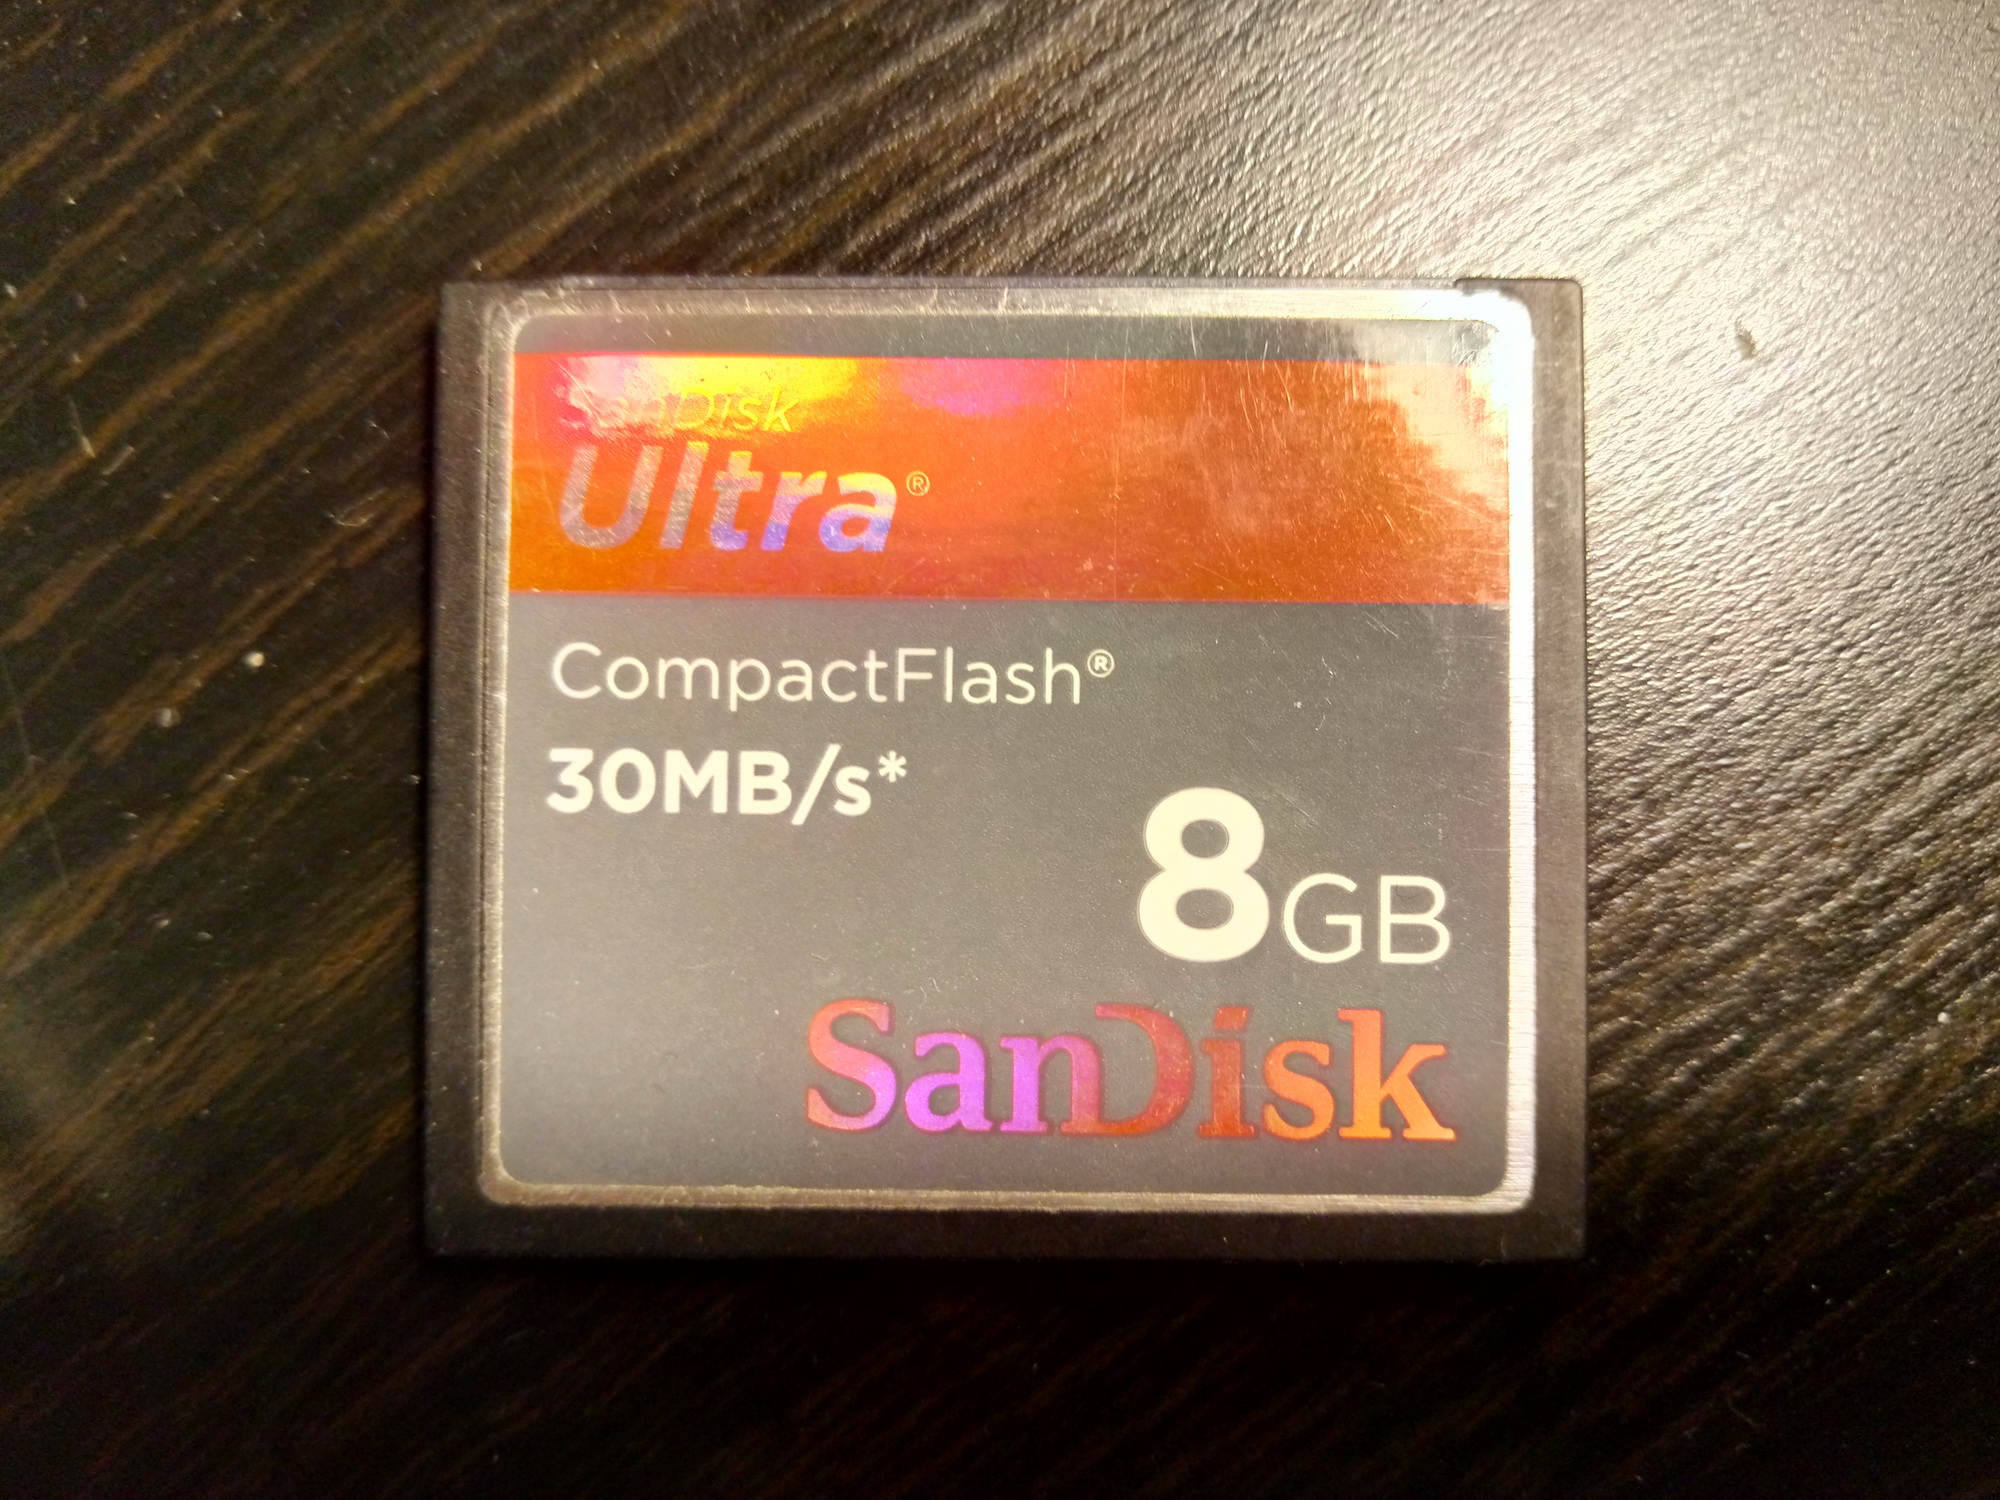 SanDisk
Ultra®
CompactFlash®
30MB/s*
8GB
SanDisk